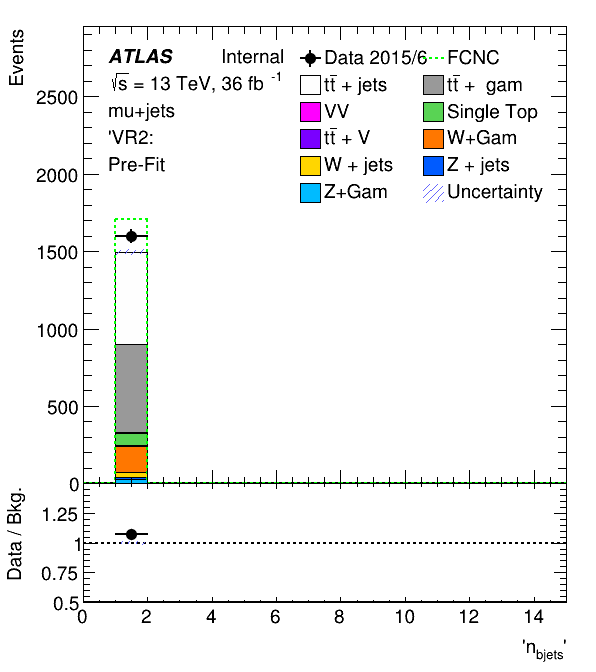 Events
ATLAS Internal
√s = 13 TeV, 36 fb⁻¹
mu+jets
'VR2:
Pre-Fit
Data 2015/6 FCNC
tt̄ + jets tt̄ + gam
VV Single Top
tt̄ + V W+Gam
W + jets Z + jets
Z+Gam Uncertainty
2500
2000
1500
1000
500
0
Data / Bkg.
1.25
1
0.75
0.5
0 2 4 6 8 10 12 14
'n_bjets'